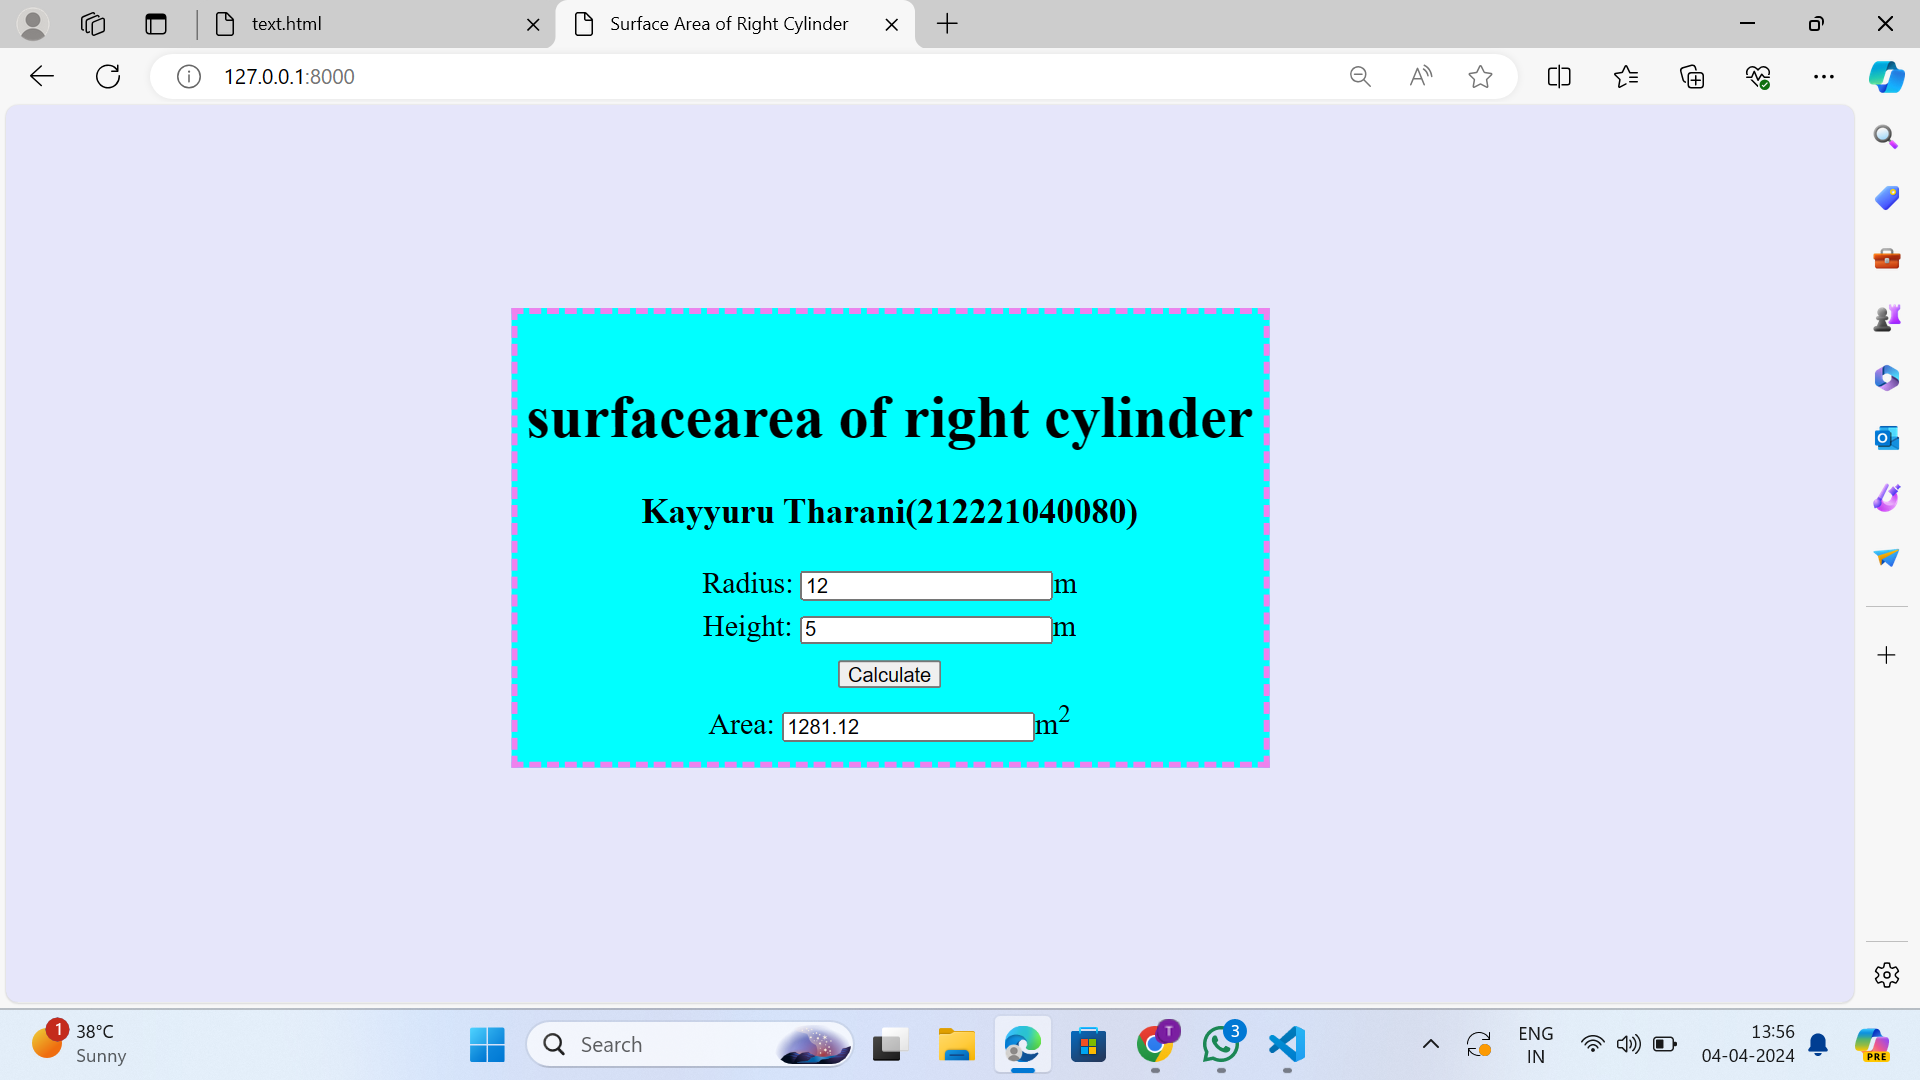 text.html
Surface Area of Right Cylinder
127.0.0.1:8000
surfacearea of right cylinder
Kayyuru Tharani(212221040080)
Radius: 12 m
Height: 5 m
Calculate
Area: 1281.12 m²
1
38°C
Sunny
Search
T
3
ENG
IN
13:56
04-04-2024
PRE